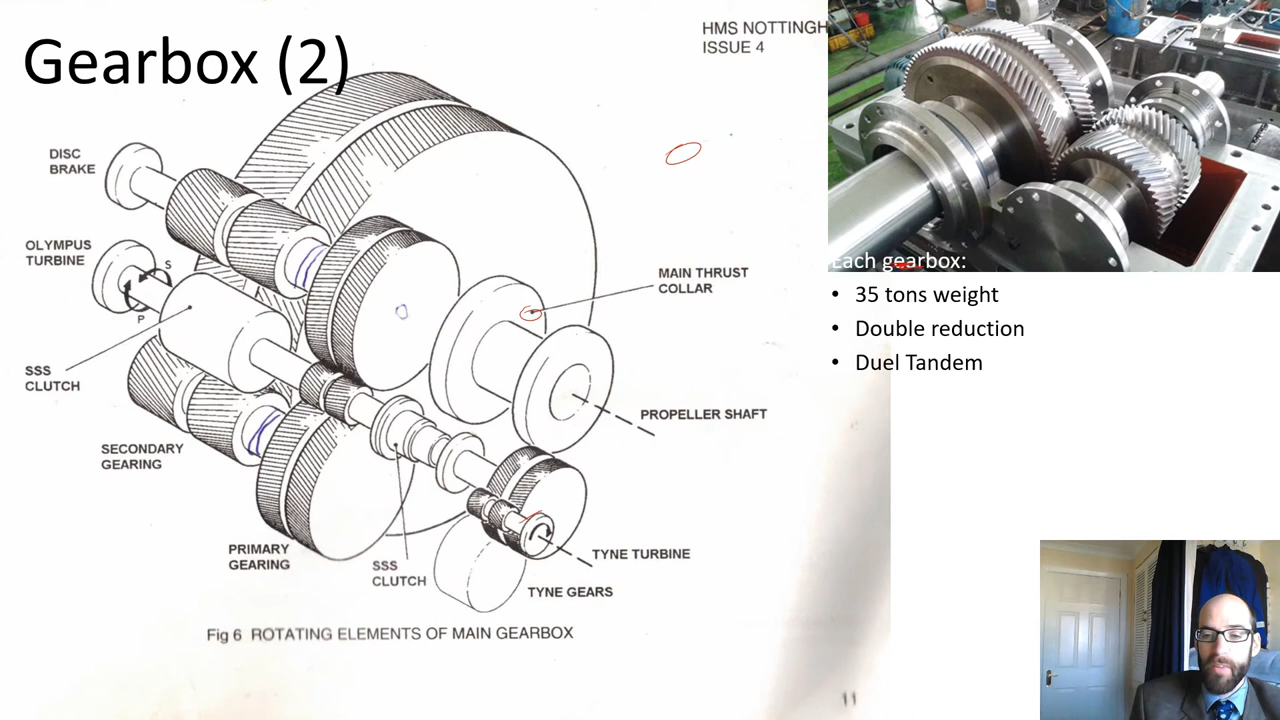 Gearbox (2)
HMS NOTTINGH
ISSUE 4
DISC
BRAKE
OLYMPUS
TURBINE
S
P
MAIN THRUST
COLLAR
Each gearbox:
• 35 tons weight
• Double reduction
• Duel Tandem
SSS
CLUTCH
PROPELLER SHAFT
SECONDARY
GEARING
PRIMARY
GEARING
SSS
CLUTCH
TYNE TURBINE
TYNE GEARS
Fig 6 ROTATING ELEMENTS OF MAIN GEARBOX
11